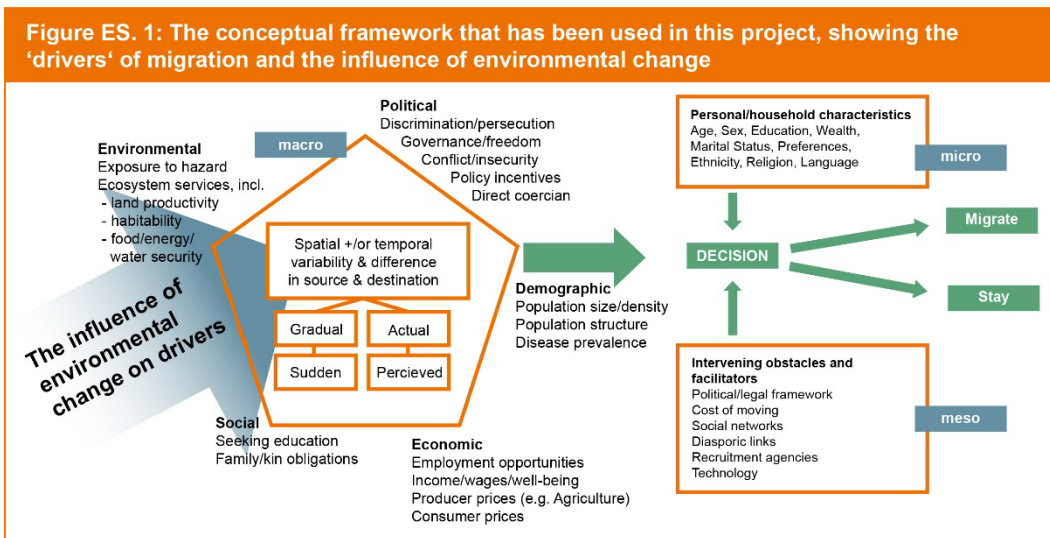 Figure ES. 1: The conceptual framework that has been used in this project, showing the
‘drivers‘ of migration and the influence of environmental change
Political
Discrimination/persecution
Governance/freedom
Conflict/insecurity
Policy incentives
Direct coercian
macro
Environmental
Exposure to hazard
Ecosystem services, incl.
- land productivity
- habitability
- food/energy/
water security
The influence of
environmental
change on drivers
Spatial +/or temporal
variability & difference
in source & destination
Gradual
Actual
Sudden
Percieved
Social
Seeking education
Family/kin obligations
Economic
Employment opportunities
Income/wages/well-being
Producer prices (e.g. Agriculture)
Consumer prices
Demographic
Population size/density
Population structure
Disease prevalence
Personal/household characteristics
Age, Sex, Education, Wealth,
Marital Status, Preferences,
Ethnicity, Religion, Language
micro
DECISION
Migrate
Stay
Intervening obstacles and
facilitators
Political/legal framework
Cost of moving
Social networks
Diasporic links
Recruitment agencies
Technology
meso